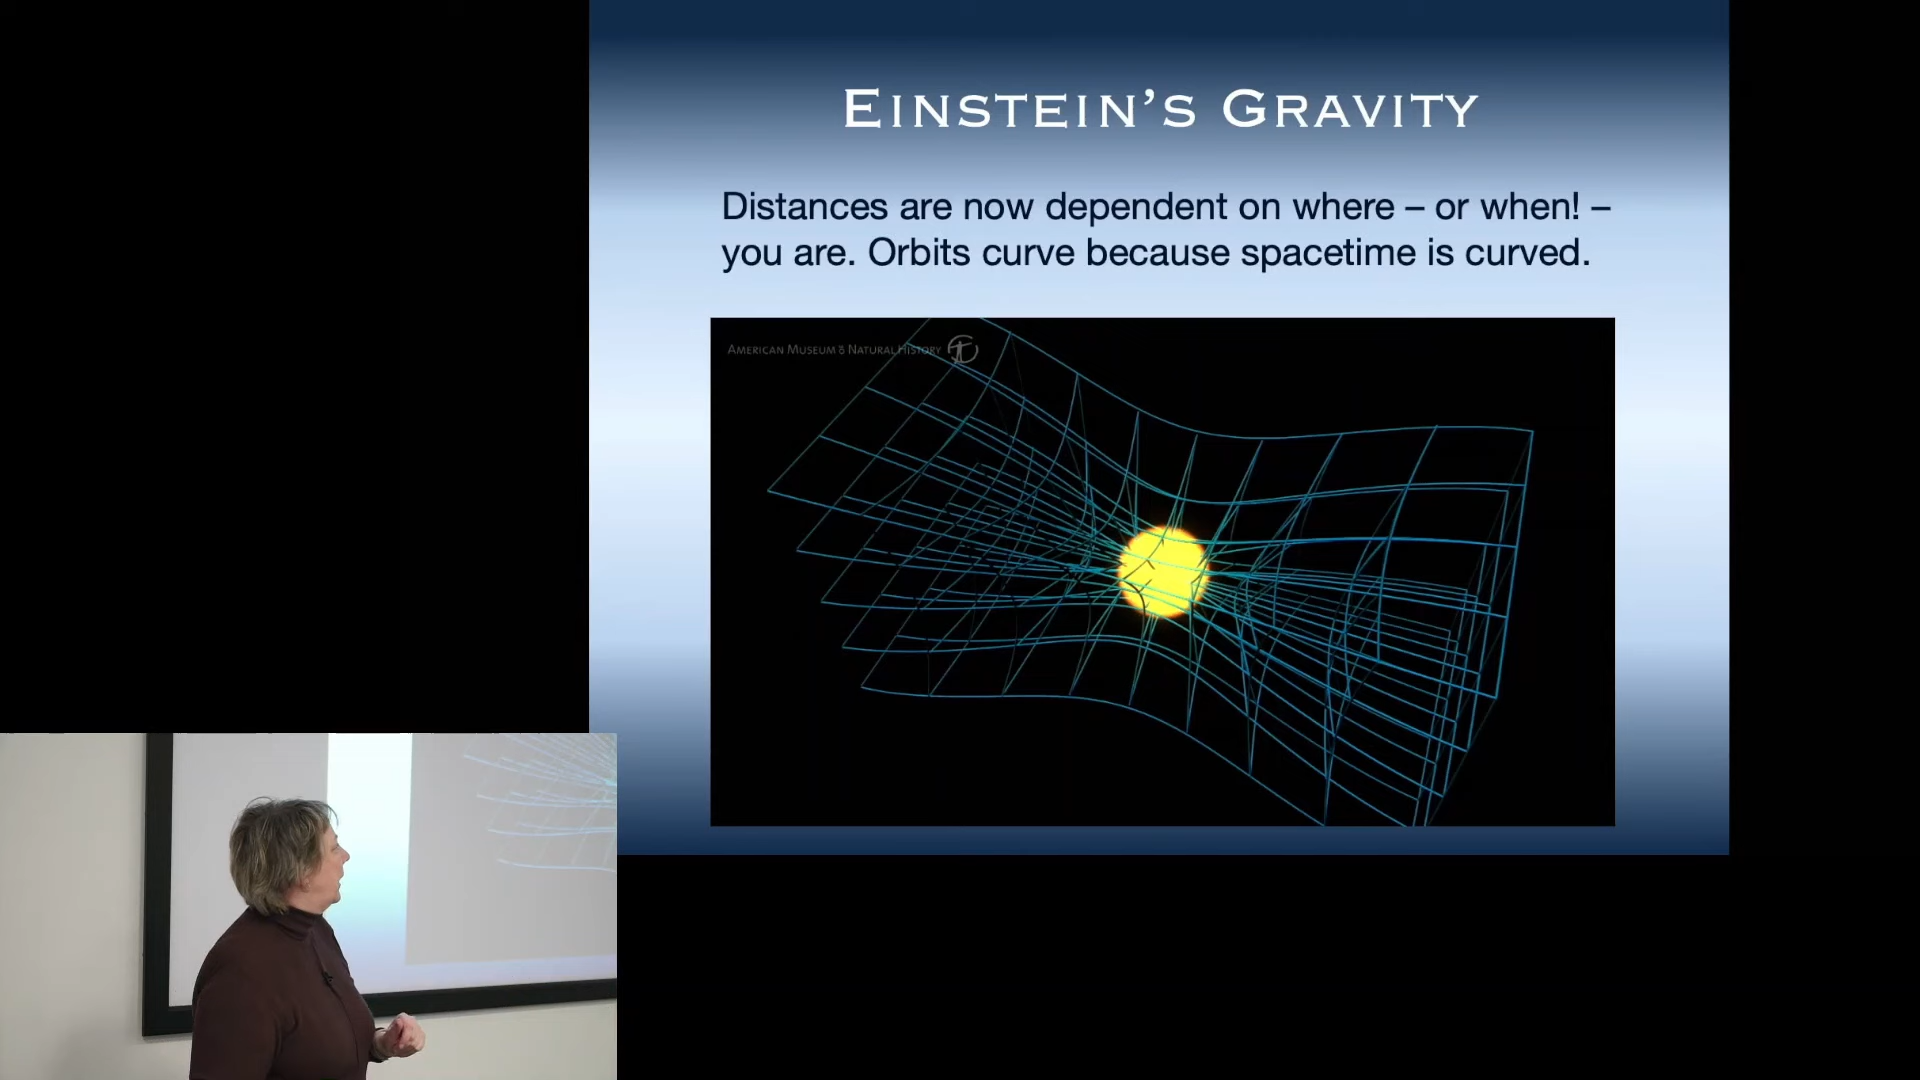 EINSTEIN’S GRAVITY
Distances are now dependent on where – or when! –
you are. Orbits curve because spacetime is curved.
AMERICAN MUSEUM & NATURAL HISTORY